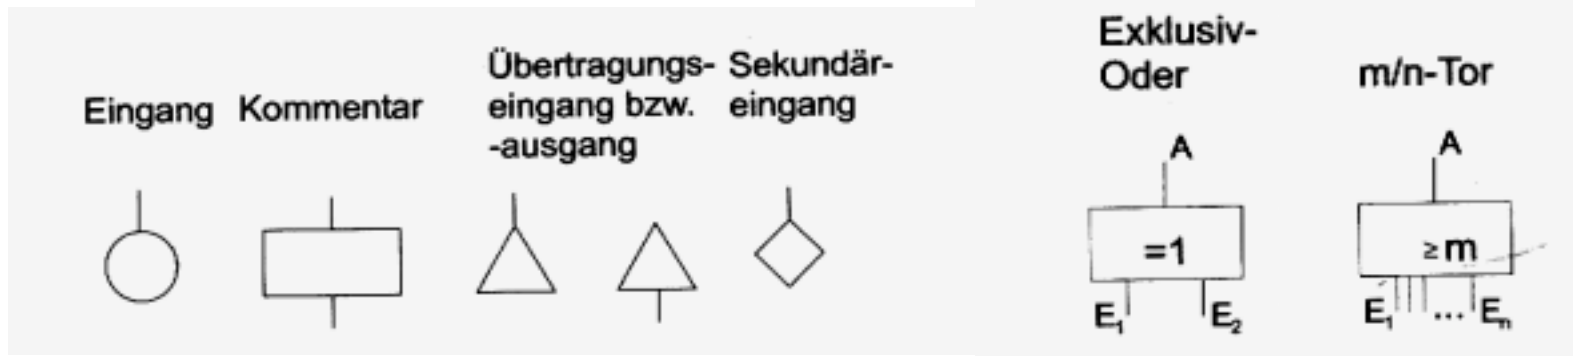 Eingang
Kommentar
Übertragungs-
eingang bzw.
-ausgang
Sekundär-
eingang
Exklusiv-
Oder
m/n-Tor
A
=1
E₁ E₂
A
≥m
E₁ ... Eₙ